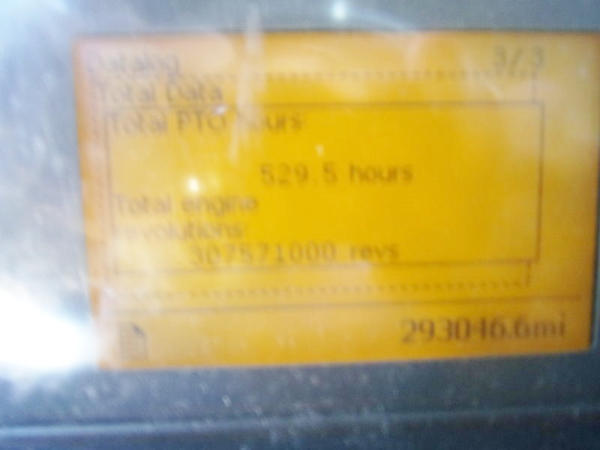 Datalog 3/3
Total Data
Total PTO hours:
529.5 hours
Total engine
revolutions:
307571000 revs
293046.6mi